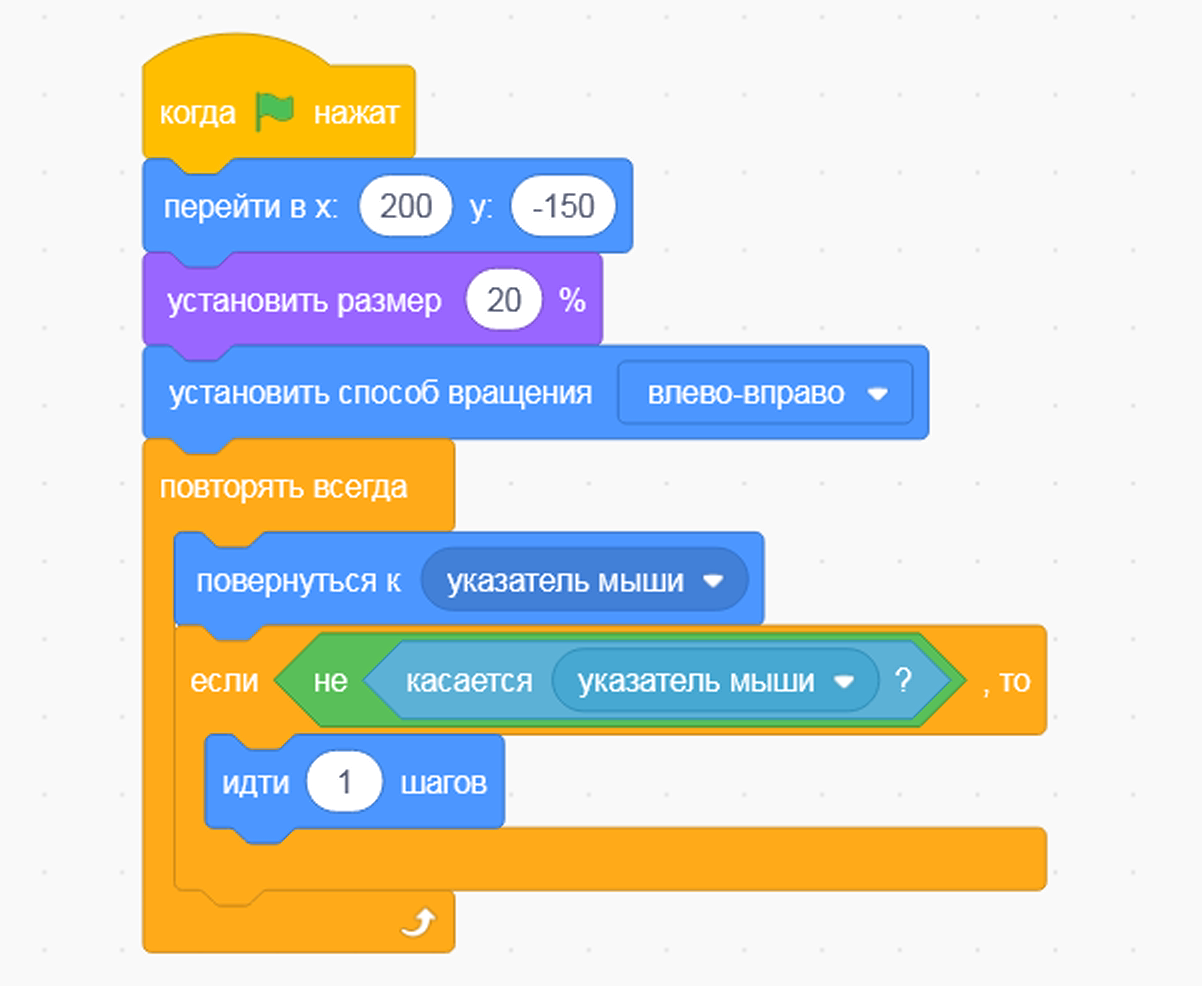 когда нажат
перейти в x: 200 y: -150
установить размер 20 %
установить способ вращения влево-вправо
повторять всегда
повернуться к указатель мыши
если не касается указатель мыши ? , то
идти 1 шагов